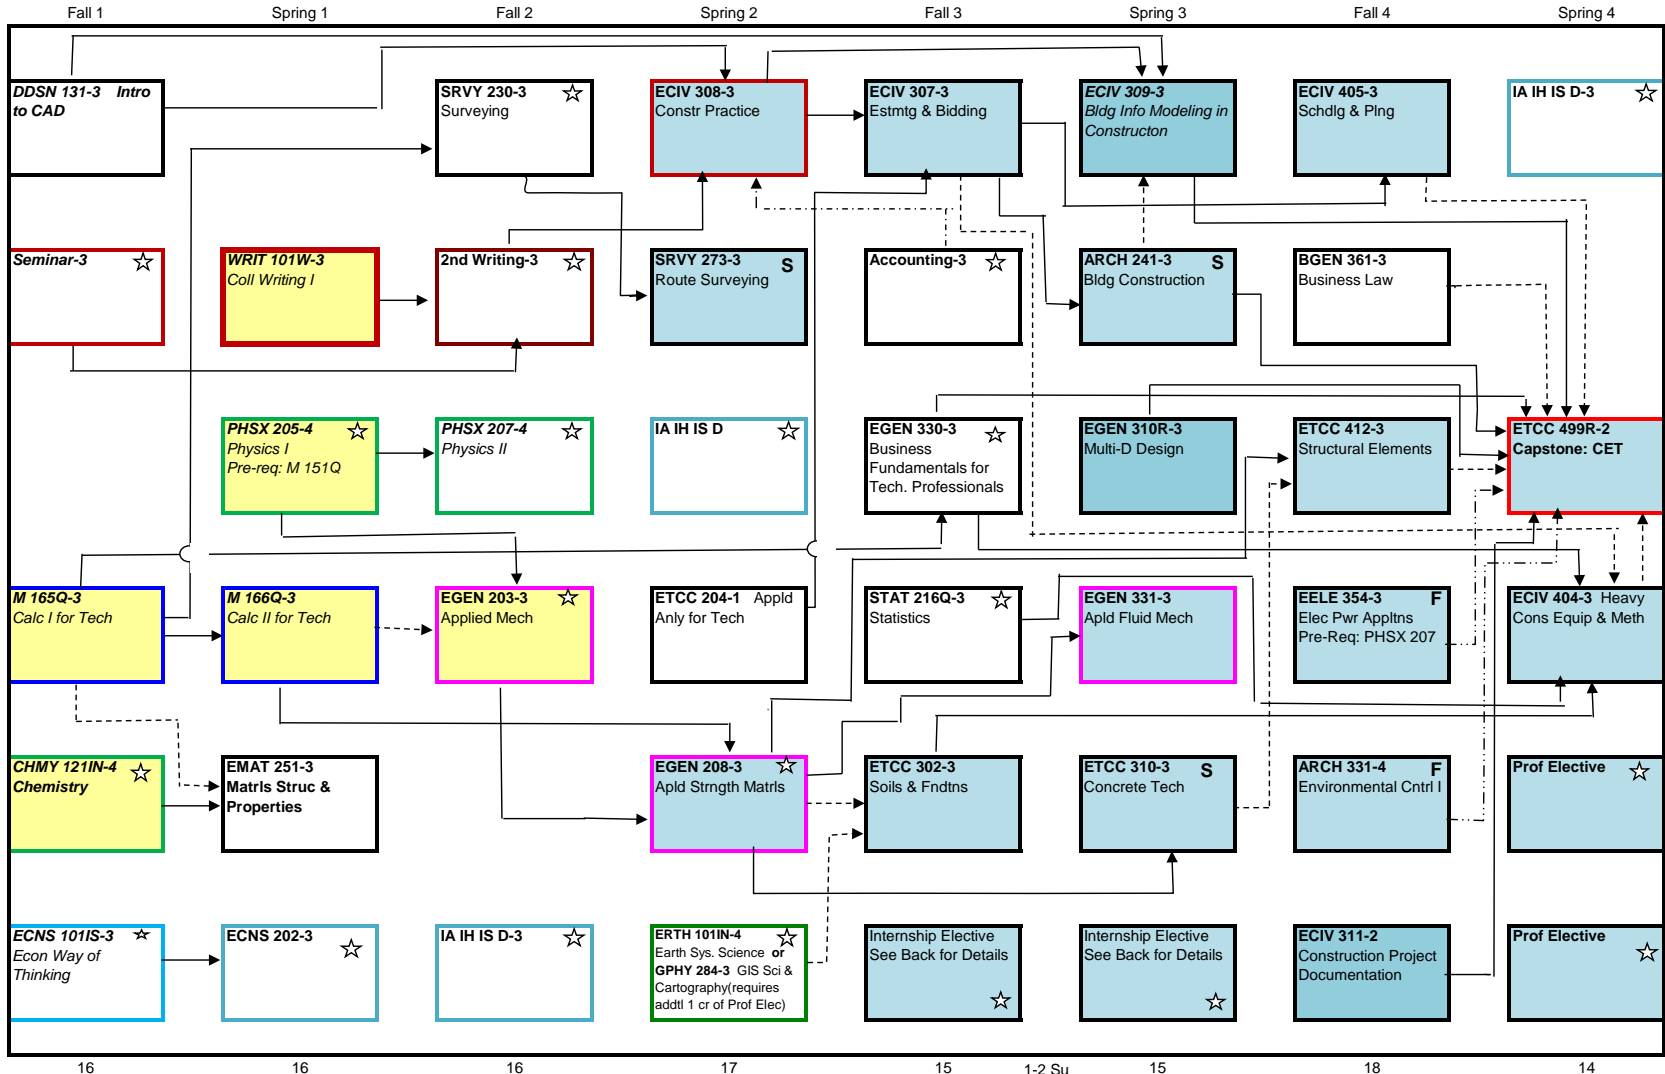 Fall 1
Spring 1
Fall 2
Spring 2
Fall 3
Spring 3
Fall 4
Spring 4
DDSN 131-3 Intro
to CAD
SRVY 230-3
Surveying
ECIV 308-3
Constr Practice
ECIV 307-3
Estmtg & Bidding
ECIV 309-3
Bldg Info Modeling in
Constructon
ECIV 405-3
Schdlg & Plng
IA IH IS D-3
Seminar-3
WRIT 101W-3
Coll Writing I
2nd Writing-3
SRVY 273-3 S
Route Surveying
Accounting-3
ARCH 241-3 S
Bldg Construction
BGEN 361-3
Business Law
PHSX 205-4
Physics I
Pre-req: M 151Q
PHSX 207-4
Physics II
IA IH IS D
EGEN 330-3
Business
Fundamentals for
Tech. Professionals
EGEN 310R-3
Multi-D Design
ETCC 412-3
Structural Elements
ETCC 499R-2
Capstone: CET
M 165Q-3
Calc I for Tech
M 166Q-3
Calc II for Tech
EGEN 203-3
Applied Mech
ETCC 204-1 Appld
Anly for Tech
STAT 216Q-3
Statistics
EGEN 331-3
Apld Fluid Mech
EELE 354-3 F
Elec Pwr Appltns
Pre-Req: PHSX 207
ECIV 404-3 Heavy
Cons Equip & Meth
CHMY 121IN-4
Chemistry
EMAT 251-3
Matrls Struc &
Properties
EGEN 208-3
Apld Strngth Matrls
ETCC 302-3
Soils & Fndtns
ETCC 310-3 S
Concrete Tech
ARCH 331-4 F
Environmental Cntrl I
Prof Elective
ECNS 101IS-3
Econ Way of
Thinking
ECNS 202-3
IA IH IS D-3
ERTH 101IN-4
Earth Sys. Science or
GPHY 284-3 GIS Sci &
Cartography(requires
addtl 1 cr of Prof Elec)
Internship Elective
See Back for Details
Internship Elective
See Back for Details
ECIV 311-2
Construction Project
Documentation
Prof Elective
16
16
16
17
15
1-2 Su
15
18
14